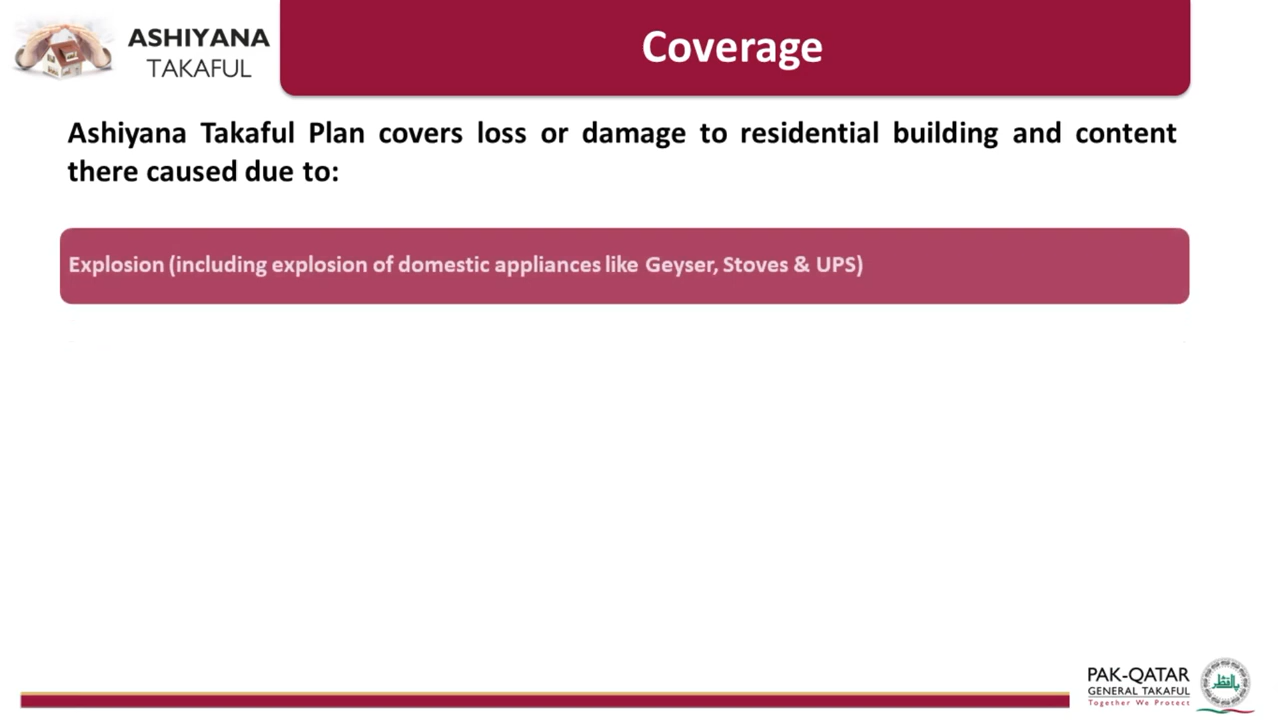 ASHIYANA
TAKAFUL
Coverage
Ashiyana Takaful Plan covers loss or damage to residential building and content
there caused due to:
Explosion (including explosion of domestic appliances like Geyser, Stoves & UPS)
PAK-QATAR
GENERAL TAKAFUL
Together We Protect